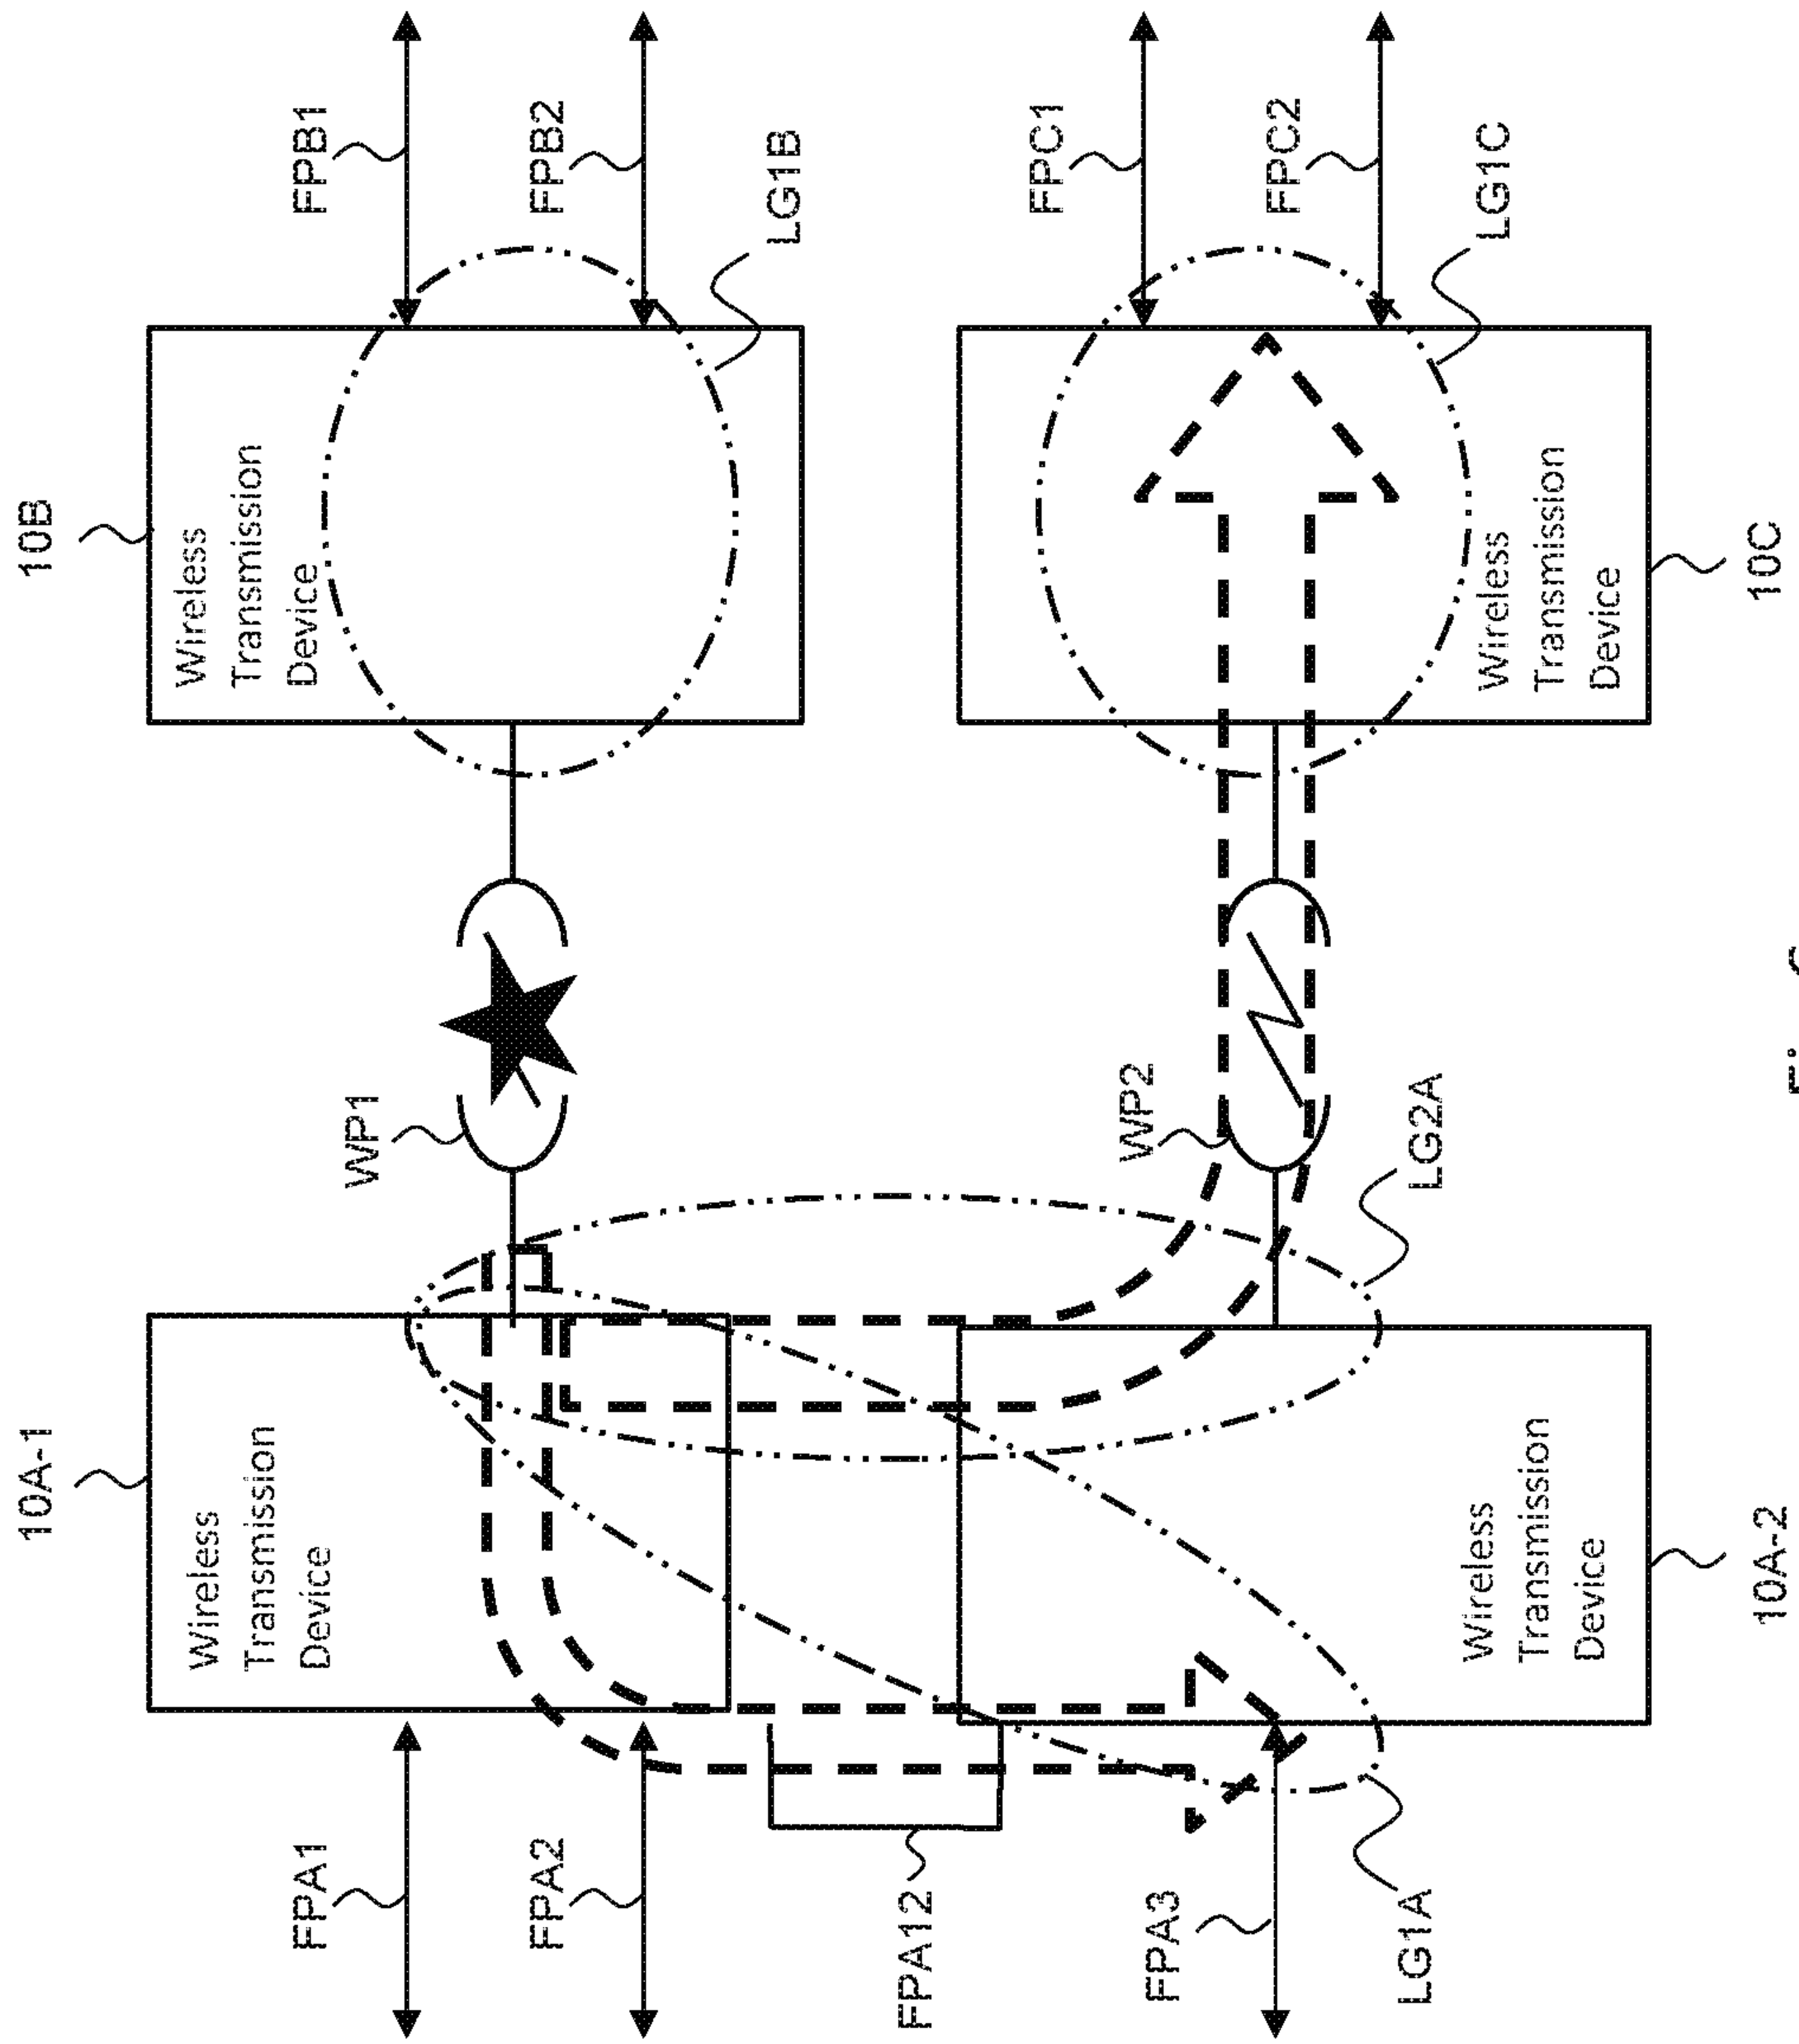 10B
Wireless
Transmission
Device
FPB1
FPB2
LG1B
FPC1
FPC2
LG1C
Wireless
Transmission
Device
10C
WP1
WP2
LG2A
10A-1
Wireless
Transmission
Device
Wireless
Transmission
Device
10A-2
FPA1
FPA2
FPA12
FPA3
LG1A